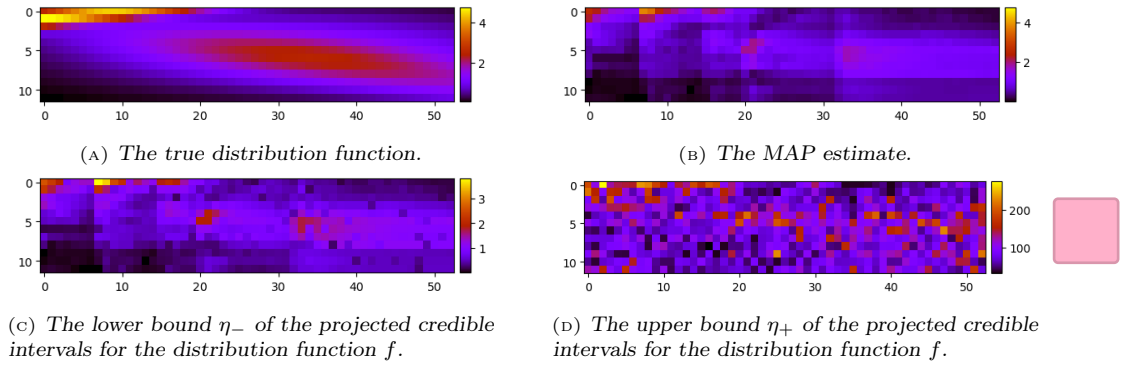 0
5
10
0 10 20 30 40 50
4
2
0
5
10
0 10 20 30 40 50
4
2
(A) The true distribution function.
(B) The MAP estimate.
0
5
10
0 10 20 30 40 50
3
2
1
0
5
10
0 10 20 30 40 50
200
100
(C) The lower bound η− of the projected credible
intervals for the distribution function f.
(D) The upper bound η+ of the projected credible
intervals for the distribution function f.